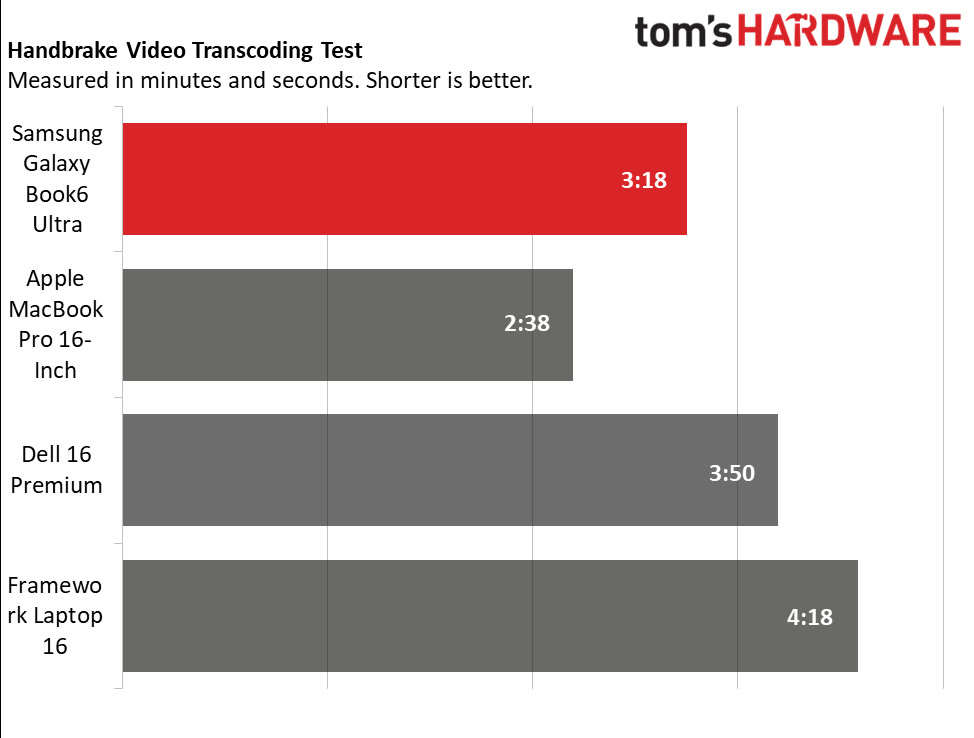 tom's HARDWARE
Handbrake Video Transcoding Test
Measured in minutes and seconds. Shorter is better.
Samsung
Galaxy
Book6
Ultra
3:18
Apple
MacBook
Pro 16-
Inch
2:38
Dell 16
Premium
3:50
Framewo
rk Laptop
16
4:18